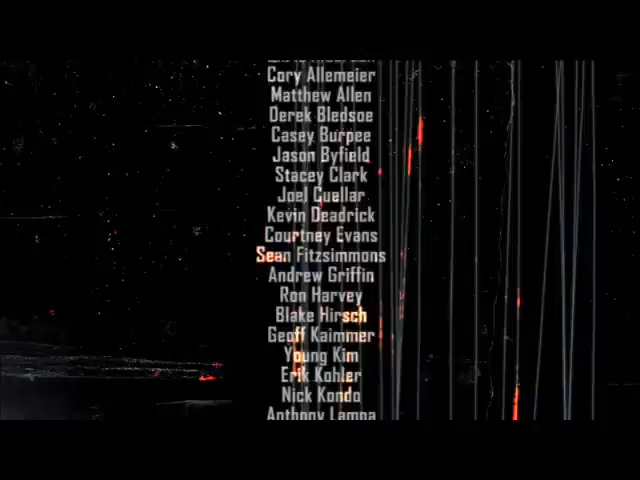 Cory Allemeier
Matthew Allen
Derek Bledsoe
Casey Burpee
Jason Byfield
Stacey Clark
Joel Cuellar
Kevin Deadrick
Courtney Evans
Sean Fitzsimmons
Andrew Griffin
Ron Harvey
Blake Hirsch
Geoff Kaimmer
Young Kim
Erik Kohler
Nick Kondo
Anthony